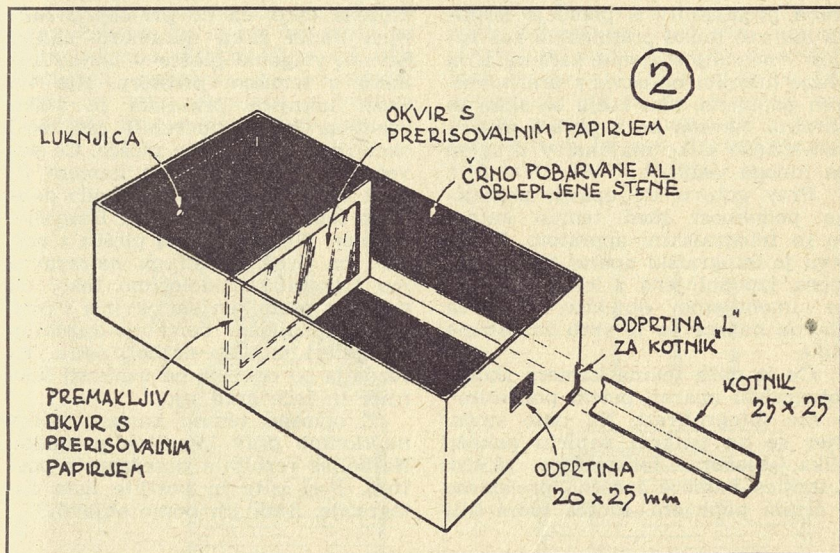 2
LUKNJICA
OKVIR S
PRERISOVALNIM PAPIRJEM
ČRNO POBARVANE ALI
OBLEPLJENE STENE
ODPRTINA „L“
ZA KOTNIK
KOTNIK
25 x 25
PREMAKLJIV
OKVIR S
PRERISOVALNIM
PAPIRJEM
ODPRTINA
20 x 25 mm